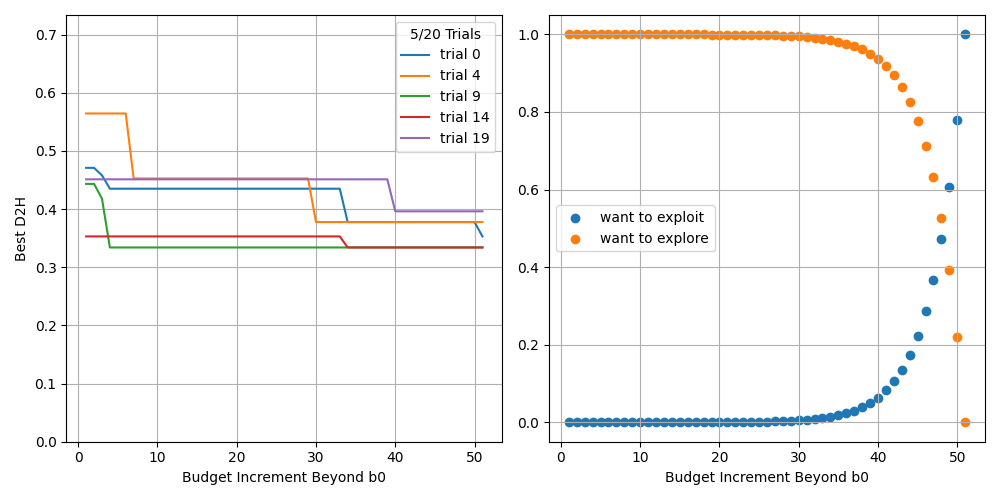 5/20 Trials
trial 0
trial 4
trial 9
trial 14
trial 19
Best D2H
0.7
0.6
0.5
0.4
0.3
0.2
0.1
0.0
0 10 20 30 40 50
Budget Increment Beyond b0
1.0
0.8
0.6
0.4
0.2
0.0
want to exploit
want to explore
0 10 20 30 40 50
Budget Increment Beyond b0